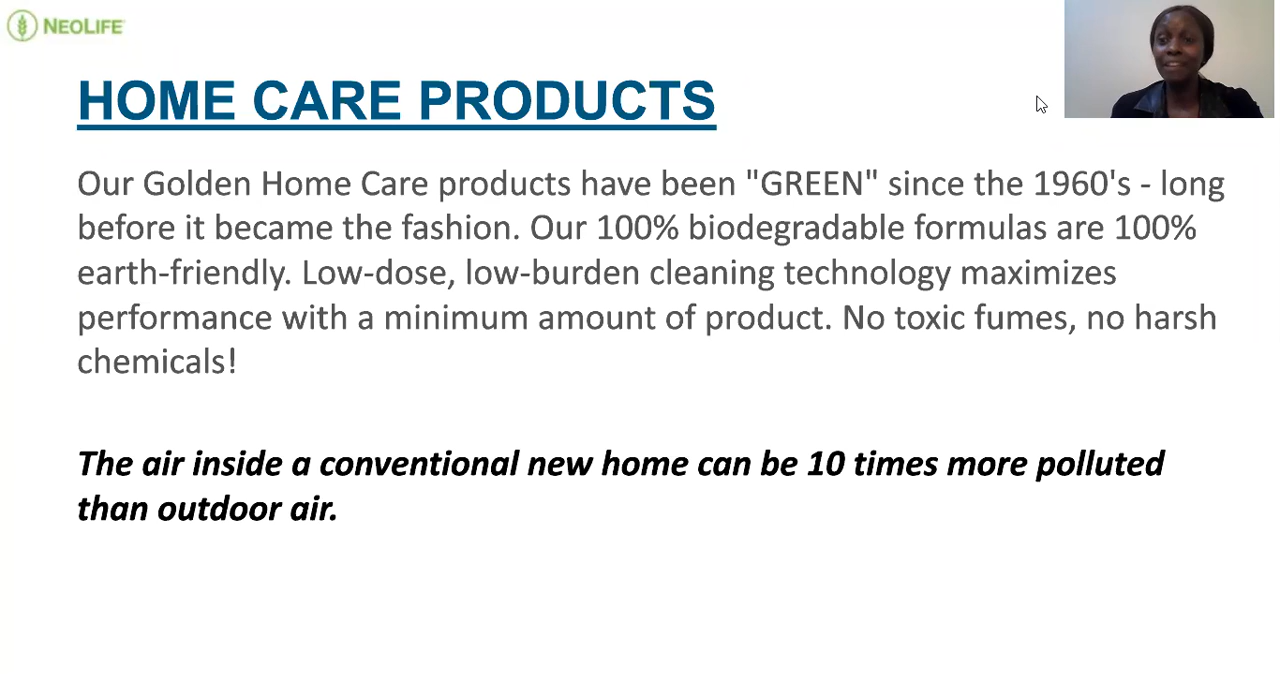 NEOLIFE
HOME CARE PRODUCTS
Our Golden Home Care products have been "GREEN" since the 1960's - long
before it became the fashion. Our 100% biodegradable formulas are 100%
earth-friendly. Low-dose, low-burden cleaning technology maximizes
performance with a minimum amount of product. No toxic fumes, no harsh
chemicals!
The air inside a conventional new home can be 10 times more polluted
than outdoor air.